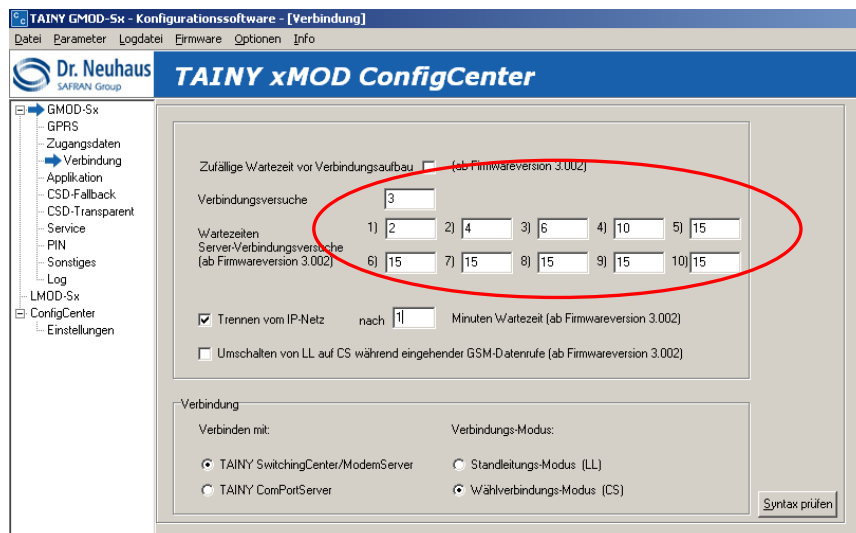 TAINY GMOD-Sx - Konfigurationssoftware - [Verbindung]
Datei Parameter Logdatei Firmware Optionen Info
Dr. Neuhaus
SAFRAN Group
TAINY xMOD ConfigCenter
GMOD-Sx
GPRS
Zugangsdaten
Verbindung
Applikation
CSD-Fallback
CSD-Transparent
Service
PIN
Sonstiges
Log
LMOD-Sx
ConfigCenter
Einstellungen
Zufällige Wartezeit vor Verbindungsaufbau (ab Firmwareversion 3.002)
Verbindungsversuche 3
Wartezeiten
Server-Verbindungsversuche
(ab Firmwareversion 3.002)
1) 2 2) 4 3) 6 4) 10 5) 15
6) 15 7) 15 8) 15 9) 15 10) 15
Trennen vom IP-Netz nach 1 Minuten Wartezeit (ab Firmwareversion 3.002)
Umschalten von LL auf CS während eingehender GSM-Datenrufe (ab Firmwareversion 3.002)
Verbindung
Verbinden mit: Verbindungs-Modus:
TAINY SwitchingCenter/ModemServer Standleitungs-Modus (LL)
TAINY ComPortServer Wählverbindungs-Modus (CS)
Syntax prüfen